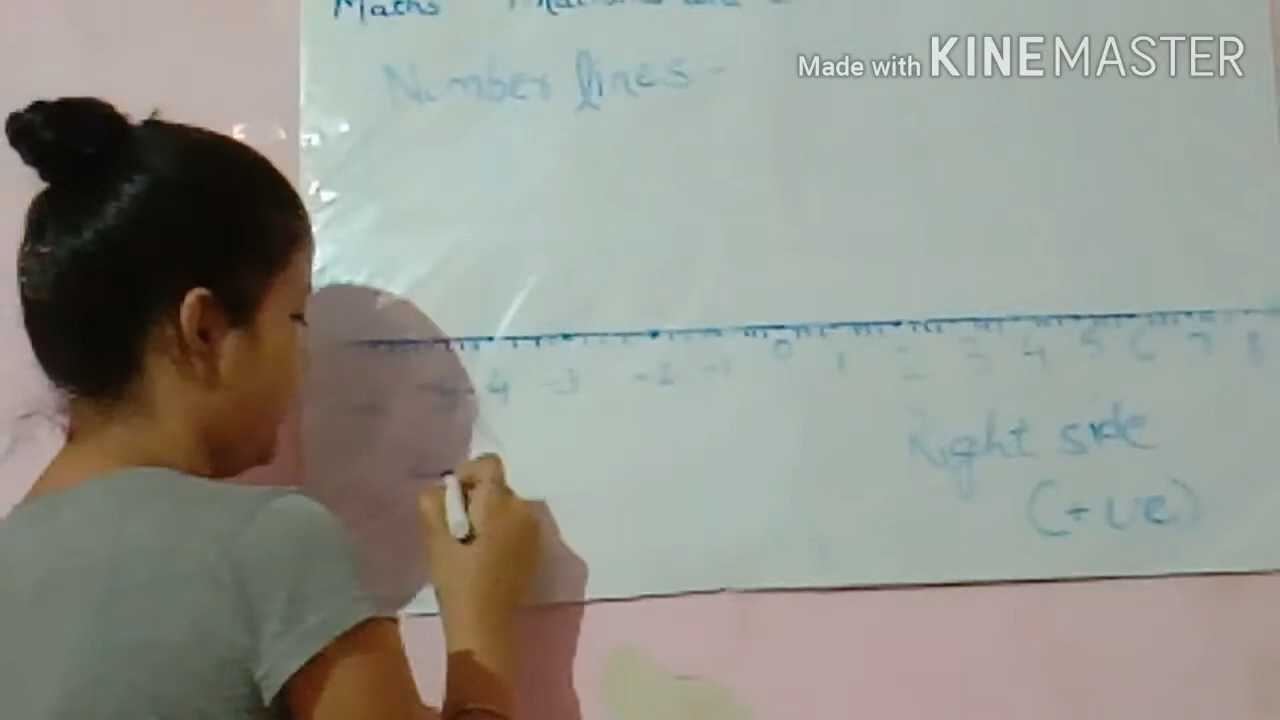 Maths
Made with KINEMASTER
Number lines -
-4 -3 -2 -1 0 1 2 3 4 5 6 7 8
Right side
(+ve)